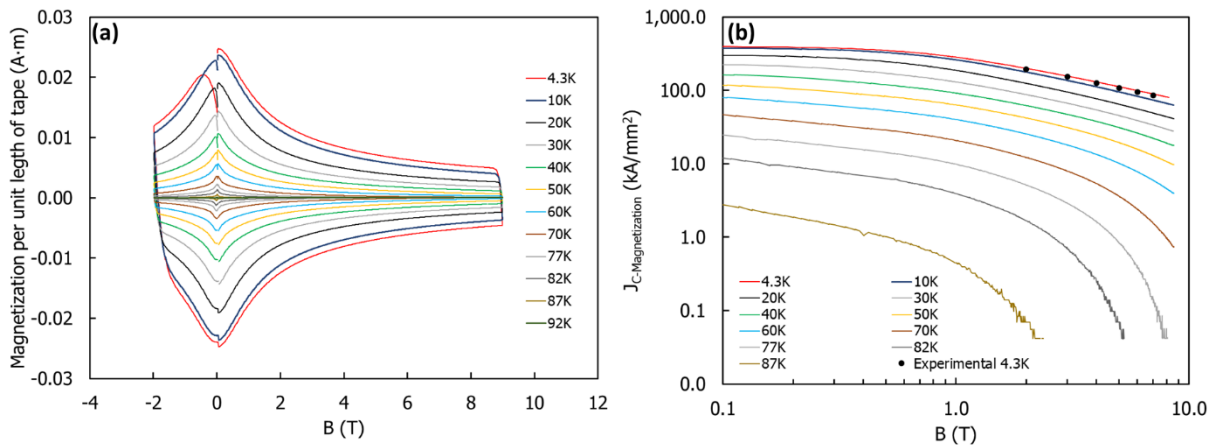 (a)
Magnetization per unit legth of tape (A·m)
0.03
0.02
0.01
0.00
-0.01
-0.02
-0.03
-4
-2
0
2
4
6
8
10
12
B (T)
4.3K
10K
20K
30K
40K
50K
60K
70K
77K
82K
87K
92K
(b)
JC-Magnetization (kA/mm²)
1,000.0
100.0
10.0
1.0
0.1
0.0
0.1
1.0
10.0
B (T)
4.3K 10K
20K 30K
40K 50K
60K 70K
77K 82K
87K Experimental 4.3K